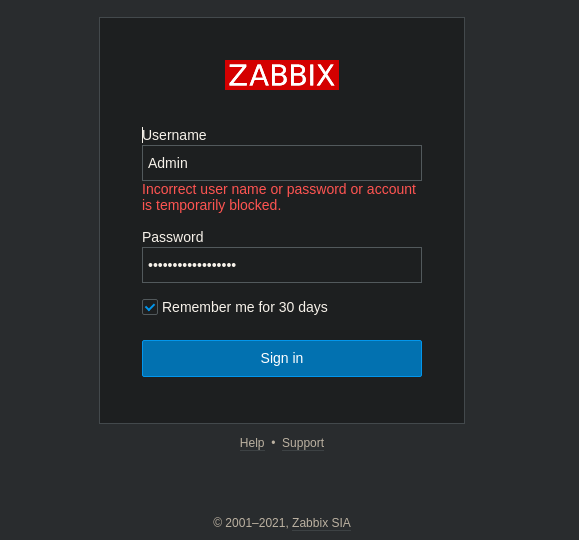 ZABBIX
Username
Admin
Incorrect user name or password or account
is temporarily blocked.
Password
••••••••••••••••••
Remember me for 30 days
Sign in
Help • Support
© 2001–2021, Zabbix SIA